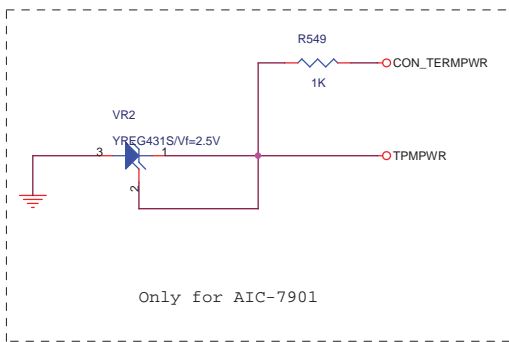 R549
CON_TERMPWR
1K
VR2
YREG431S/Vf=2.5V
3
1
TPMPWR
2
Only for AIC-7901